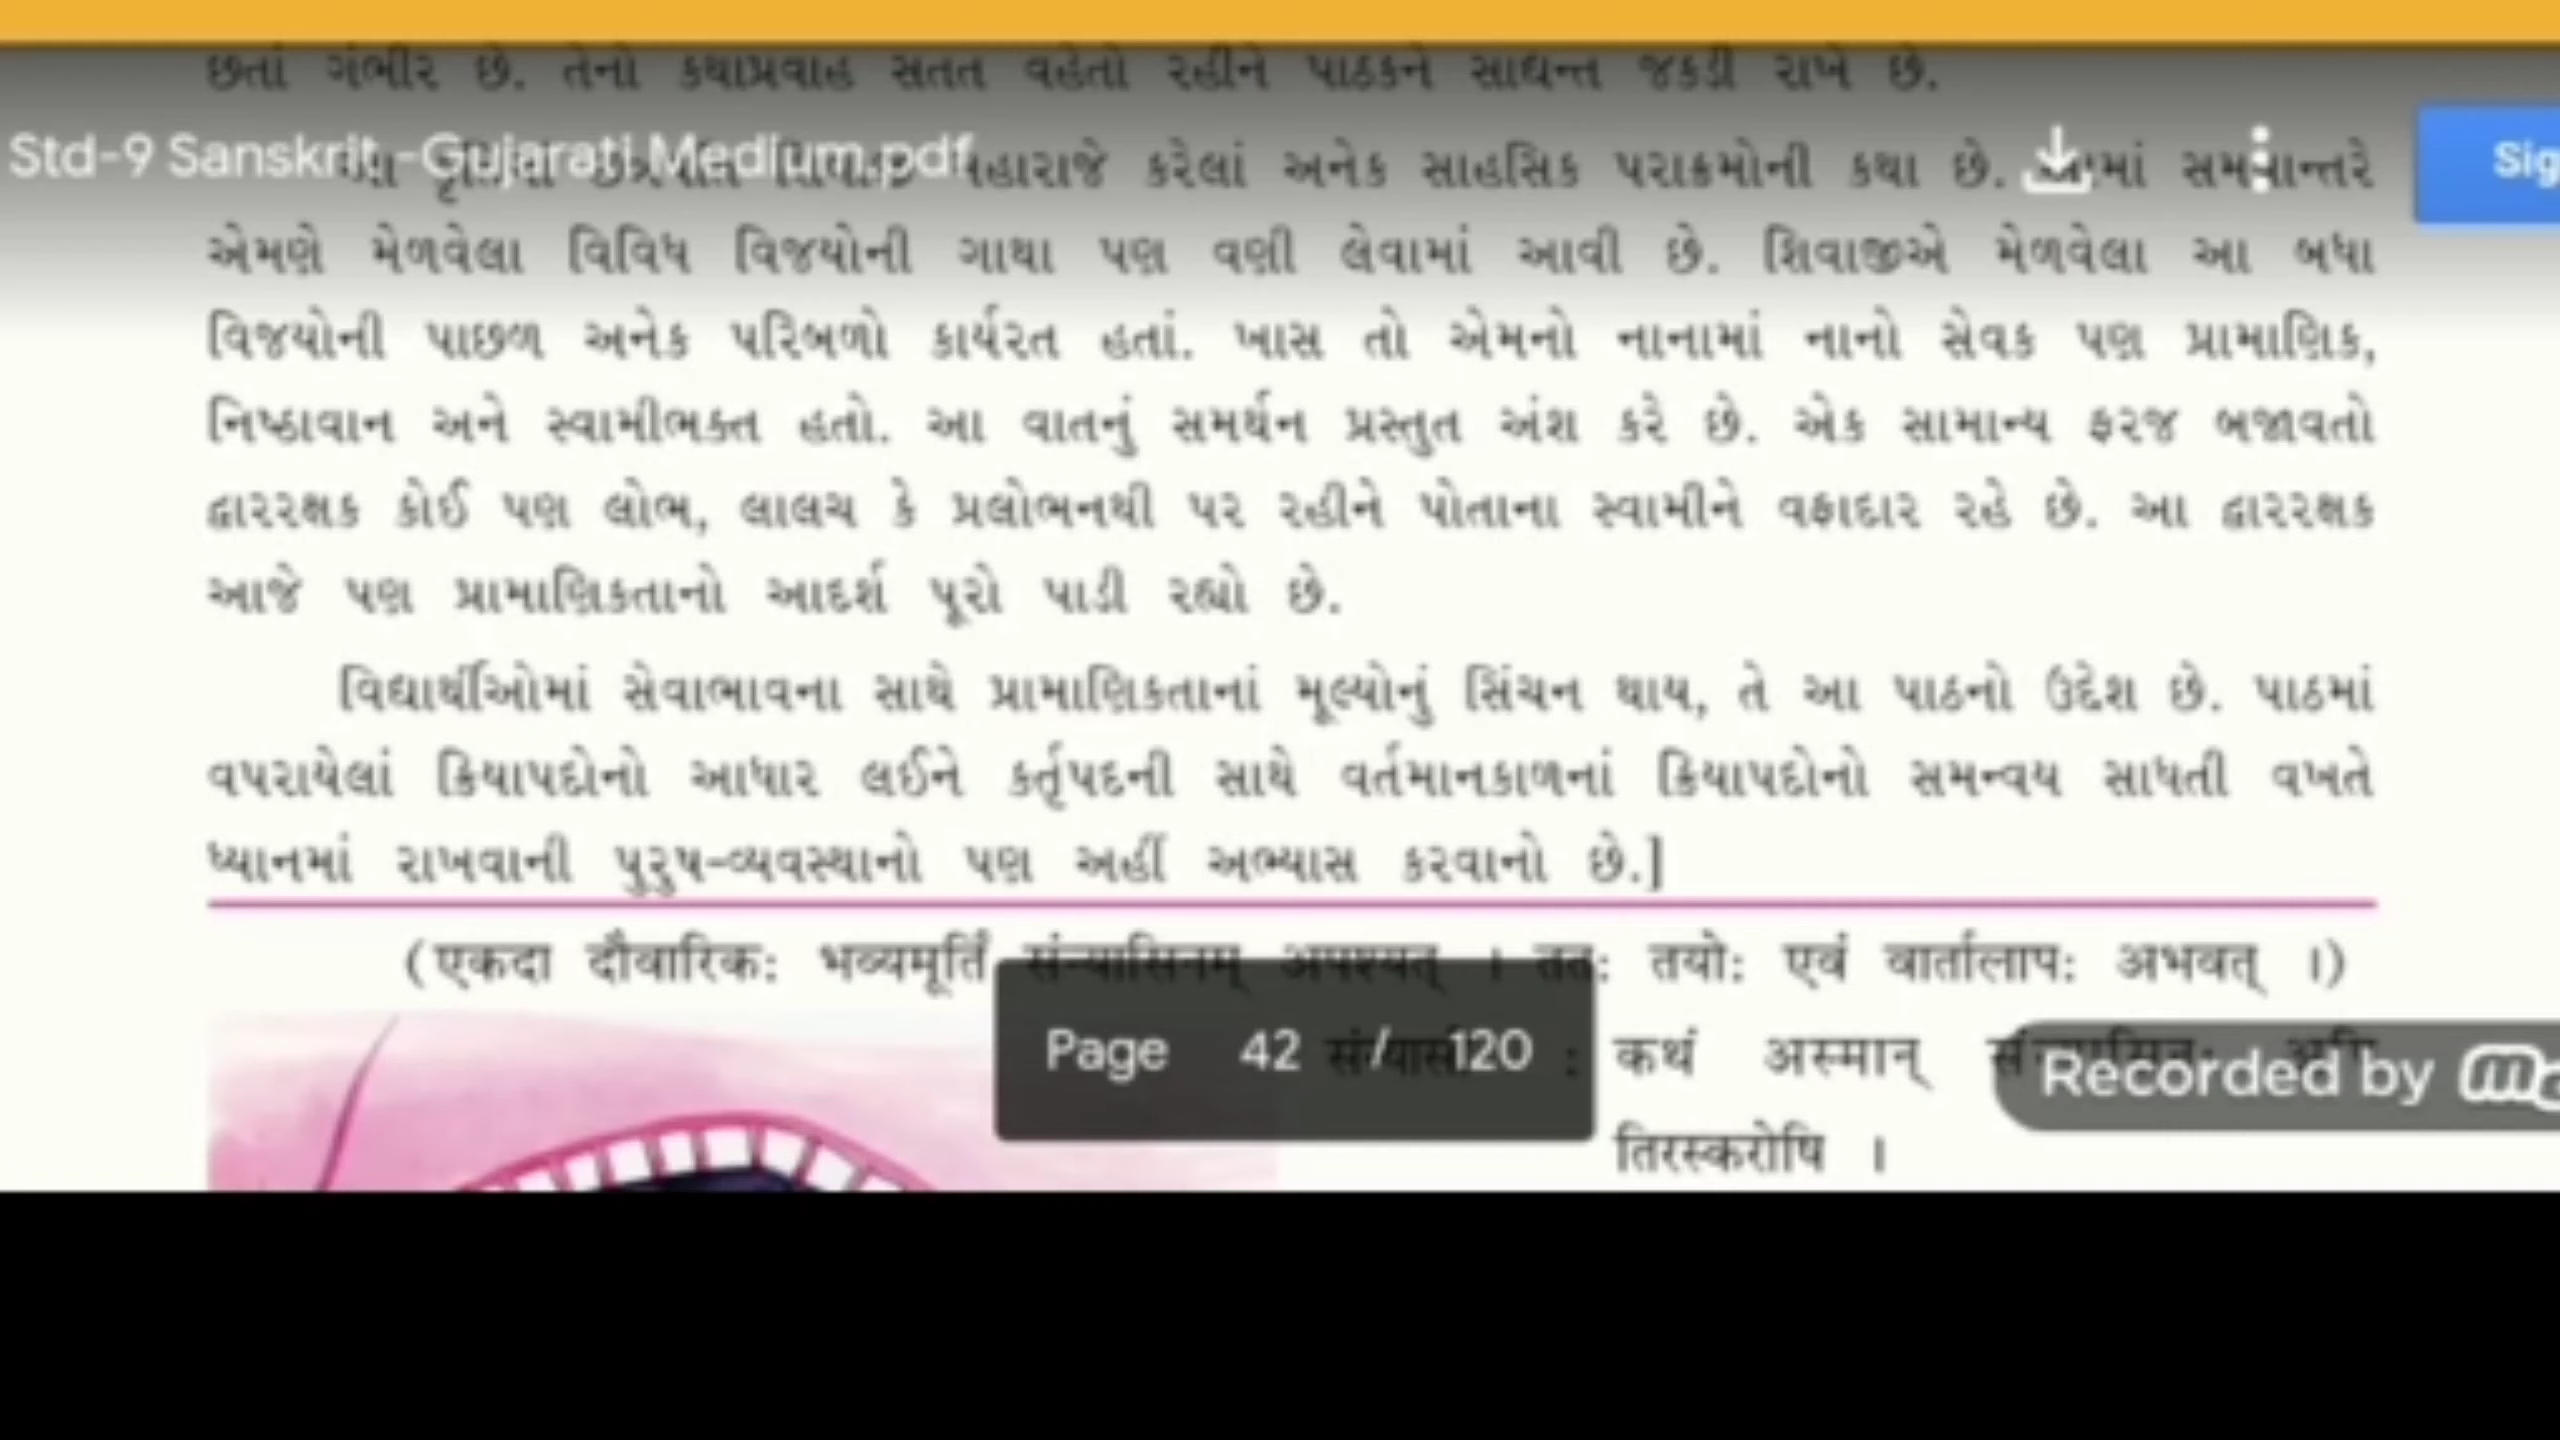 છતાં ગંભીર છે. તેનો કથાપ્રવાહ સતત વહેતો રહીને પાઠકને સાદ્યન્ત જકડી રાખે છે.
Std-9 Sanskrit -Gujarati Medium.pdf
કરેલાં અનેક સાહસિક પરાક્રમોની કથા છે.
Sig
એમણે મેળવેલા વિવિધ વિજયોની ગાથા પણ વણી લેવામાં આવી છે. શિવાજીએ મેળવેલા આ બધા
વિજયોની પાછળ અનેક પરિબળો કાર્યરત હતાં. ખાસ તો એમનો નાનામાં નાનો સેવક પણ પ્રામાણિક,
નિષ્ઠાવાન અને સ્વામીભક્ત હતો. આ વાતનું સમર્થન પ્રસ્તુત અંશ કરે છે. એક સામાન્ય ફરજ બજાવતો
દ્વારરક્ષક કોઈ પણ લોભ, લાલચ કે પ્રલોભનથી પર રહીને પોતાના સ્વામીને વફાદાર રહે છે. આ દ્વારરક્ષક
આજે પણ પ્રામાણિકતાનો આદર્શ પૂરો પાડી રહ્યો છે.
વિદ્યાર્થીઓમાં સેવાભાવના સાથે પ્રામાણિકતાનાં મૂલ્યોનું સિંચન થાય, તે આ પાઠનો ઉદ્દેશ છે. પાઠમાં
વપરાયેલાં ક્રિયાપદોનો આધાર લઈને કર્તૃપદની સાથે વર્તમાનકાળનાં ક્રિયાપદોનો સમન્વય સાધતી વખતે
ધ્યાનમાં રાખવાની પુરુષ-વ્યવસ્થાનો પણ અહીં અભ્યાસ કરવાનો છે.]
(एकदा दौवारिकः भव्यमूर्तिं संन्यासिनम् अपश्यत् । ततः तयोः एवं वार्तालापः अभवत् ।)
Page 42 / 120
: कथं अस्मान्
Recorded by
तिरस्करोषि ।